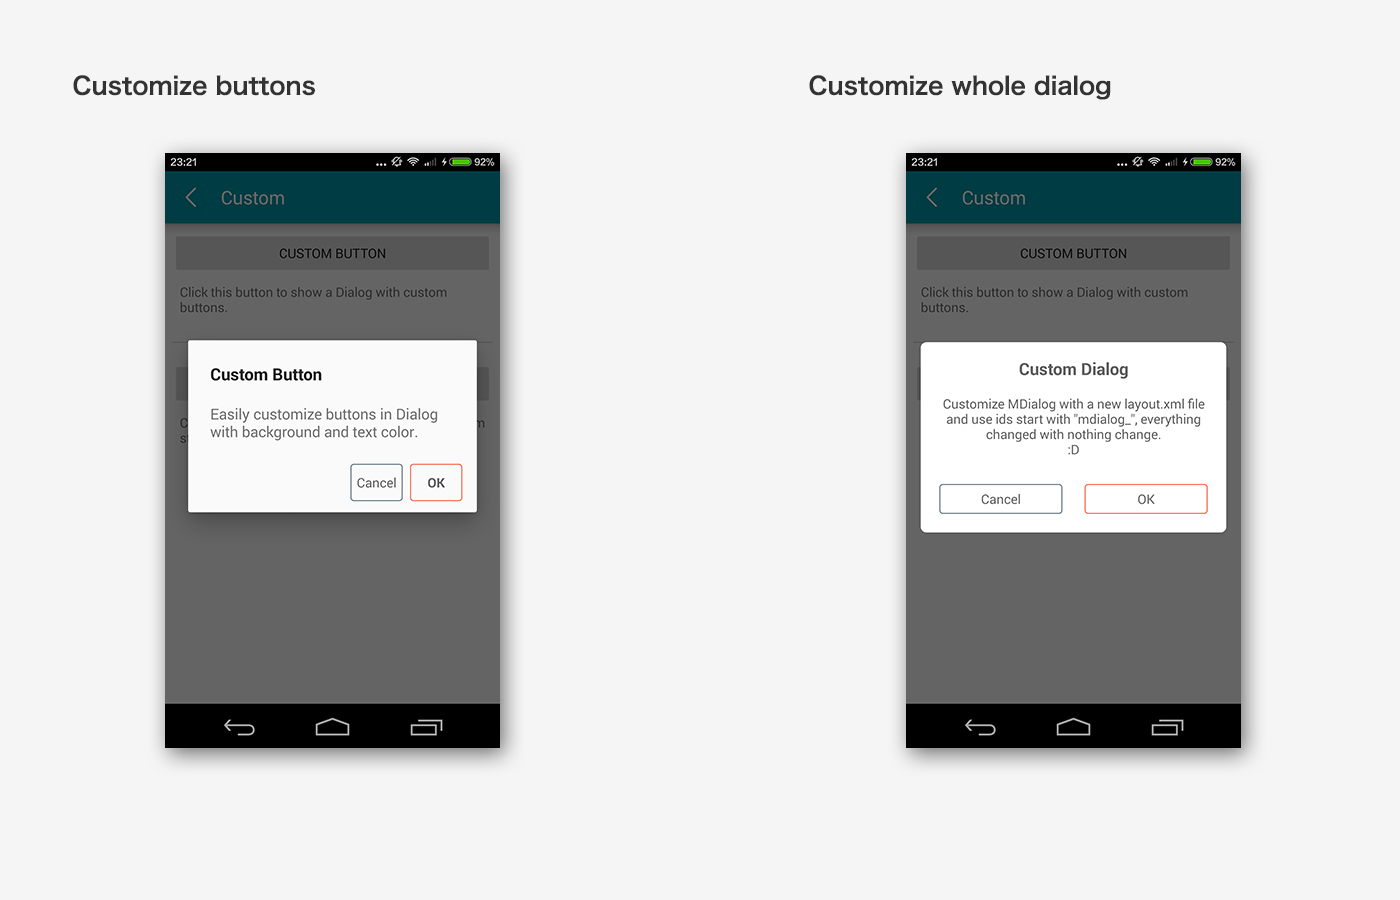 Customize buttons
23:21
92%
Custom
CUSTOM BUTTON
Click this button to show a Dialog with custom
buttons.
Custom Button
Easily customize buttons in Dialog
with background and text color.
Cancel
OK
Customize whole dialog
23:21
92%
Custom
CUSTOM BUTTON
Click this button to show a Dialog with custom
buttons.
Custom Dialog
Customize MDialog with a new layout.xml file
and use ids start with "mdialog_", everything
changed with nothing change.
:D
Cancel
OK